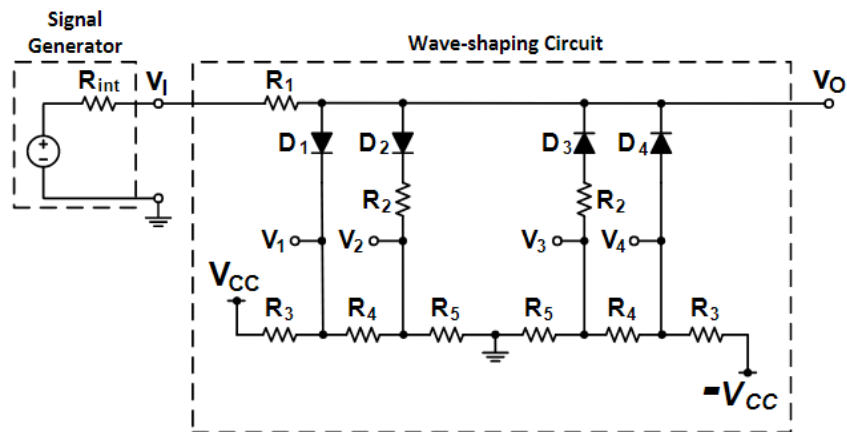 Signal
Generator
Wave-shaping Circuit
Rint
VI
R1
VO
D1
D2
D3
D4
R2
R2
V1
V2
V3
V4
VCC
R3
R4
R5
R5
R4
R3
-VCC